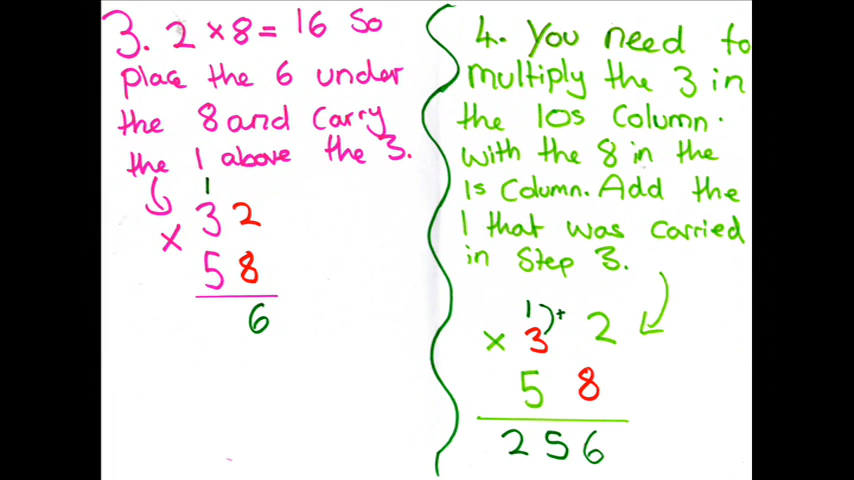 3. 2 × 8 = 16 So
place the 6 under
the 8 and carry
the 1 above the 3.
1
3 2
×
5 8
6
4. You need to
multiply the 3 in
the 10s column.
with the 8 in the
1s Column. Add the
1 that was carried
in Step 3.
1 +
× 3 2
5 8
2 5 6